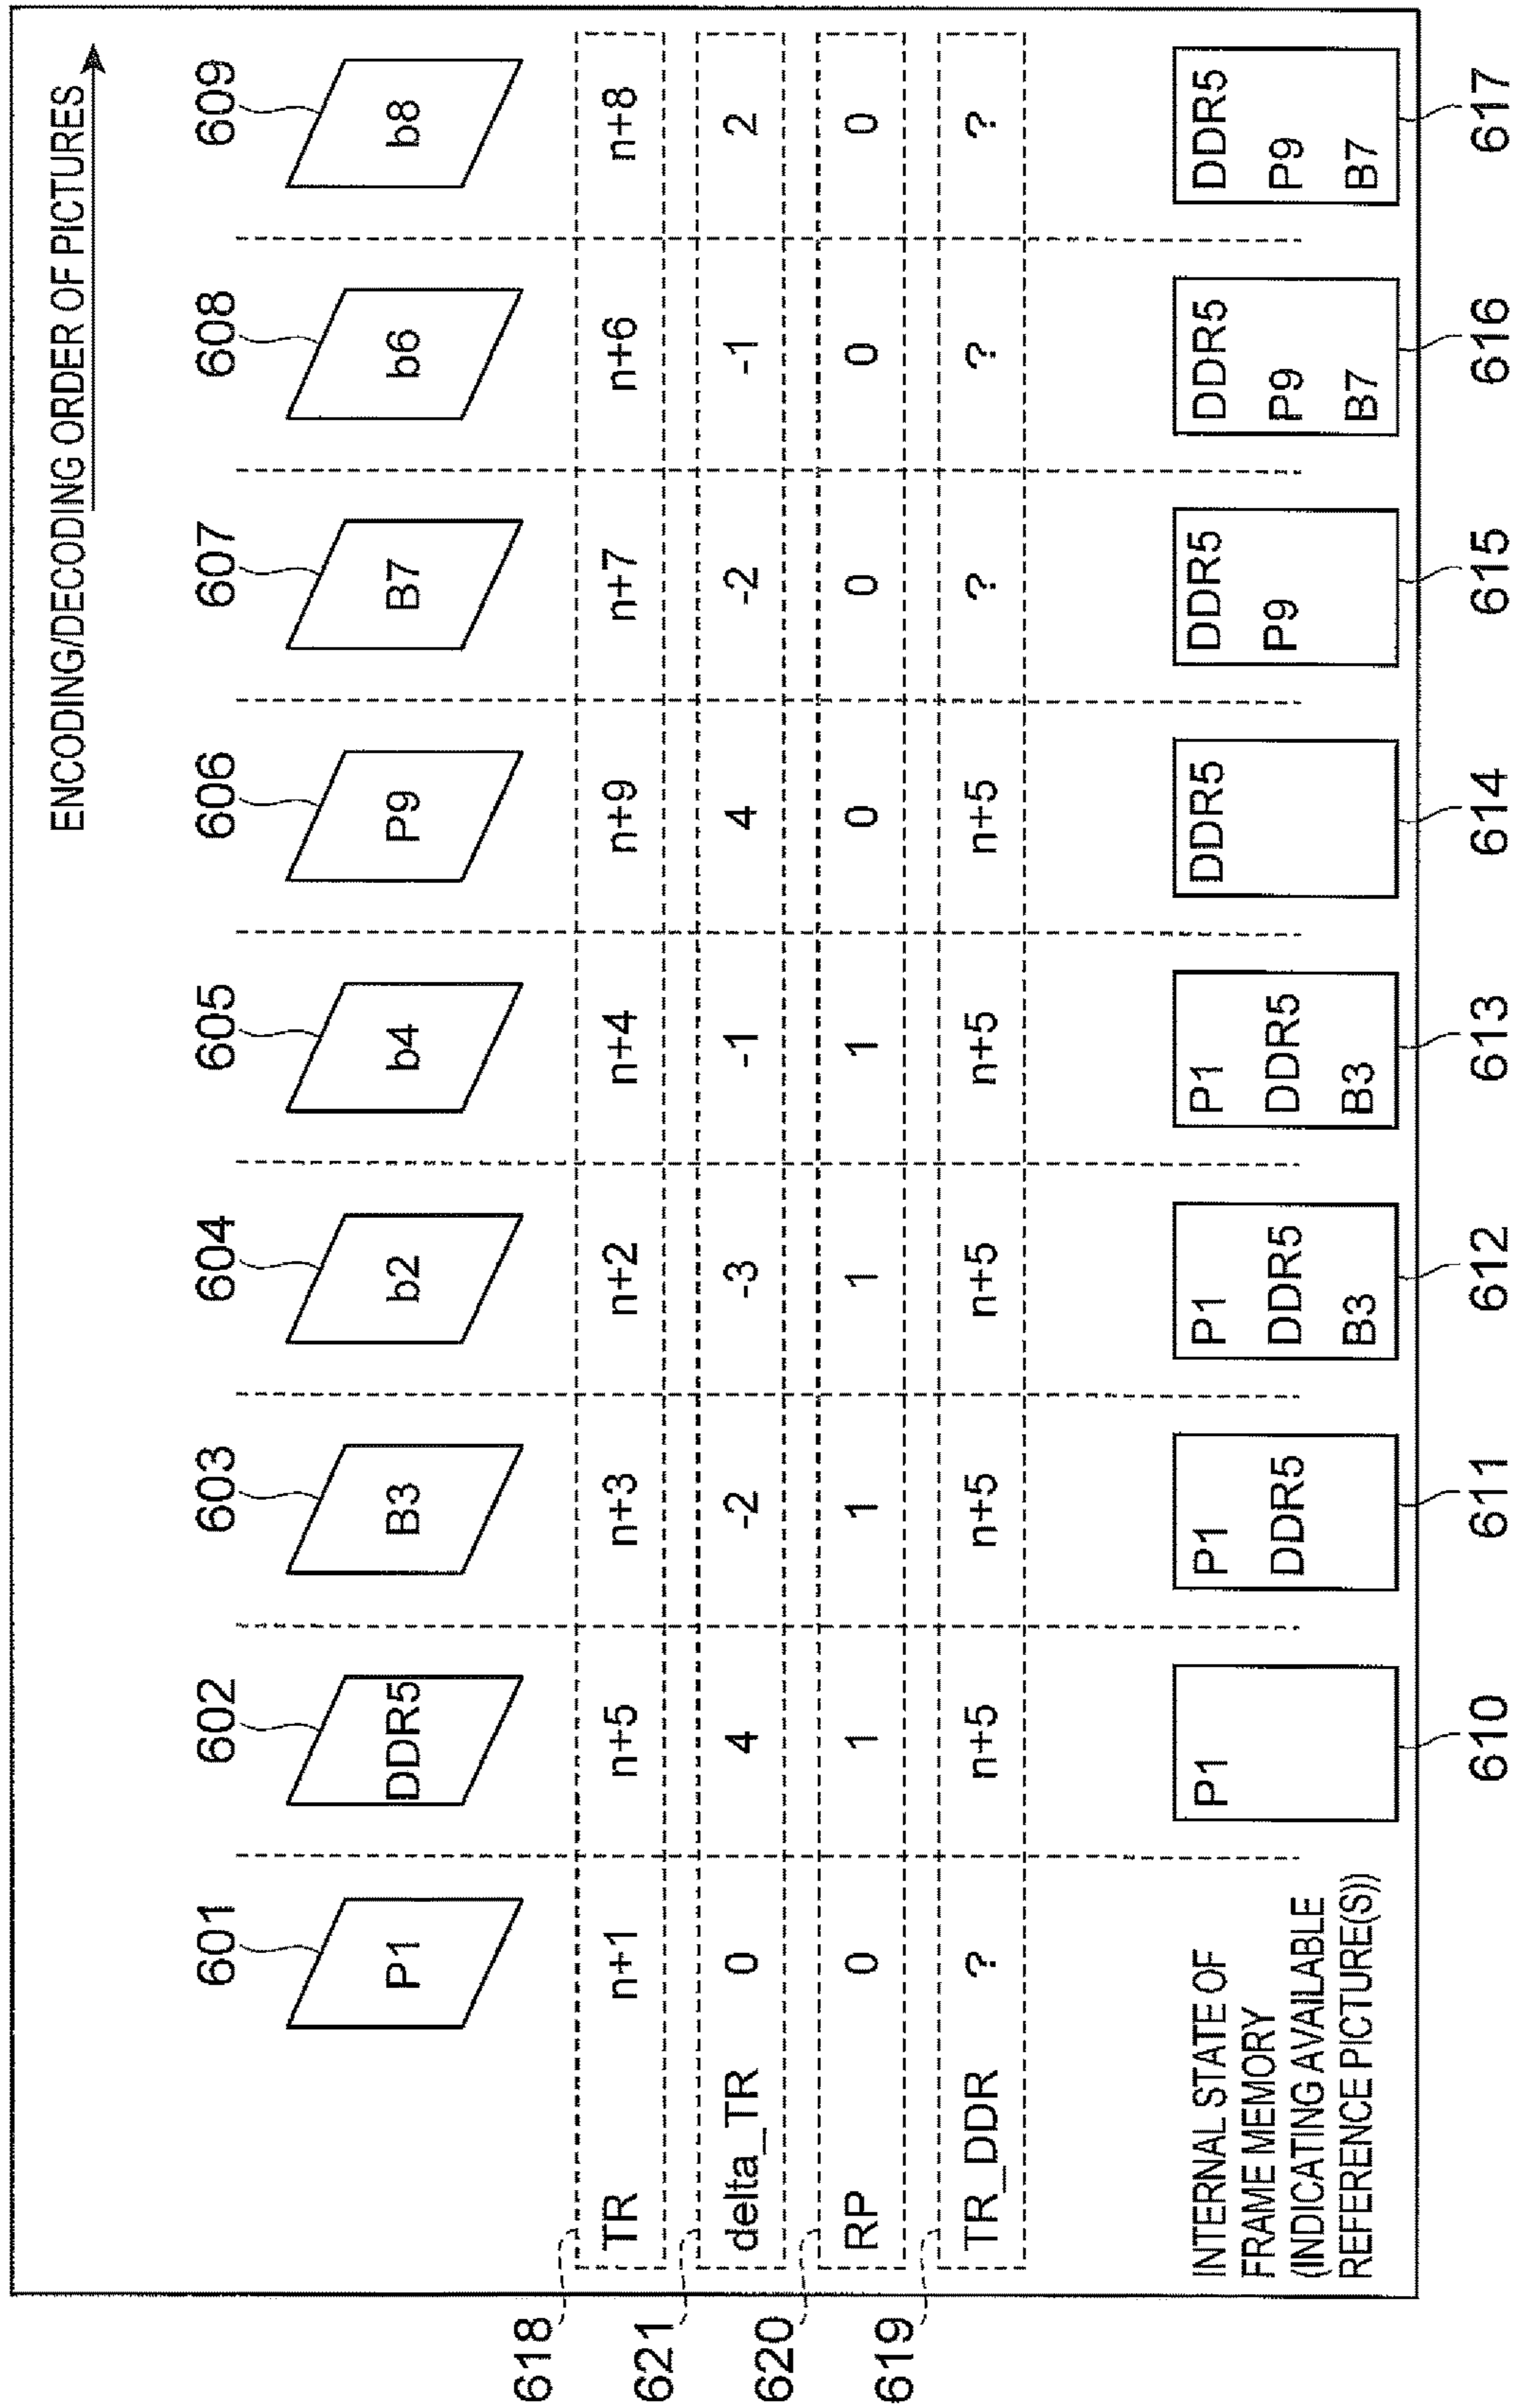 ENCODING/DECODING ORDER OF PICTURES
601 602 603 604 605 606 607 608 609
P1 DDR5 B3 b2 b4 P9 B7 b6 b8
618 TR n+1 n+5 n+3 n+2 n+4 n+9 n+7 n+6 n+8
621 delta_TR 0 4 -2 -3 -1 4 -2 -1 2
620 RP 0 1 1 1 1 0 0 0 0
619 TR_DDR ? n+5 n+5 n+5 n+5 n+5 ? ? ?
INTERNAL STATE OF
FRAME MEMORY
(INDICATING AVAILABLE
REFERENCE PICTURE(S))
P1
610
P1
DDR5
611
P1
DDR5
B3
612
P1
DDR5
B3
613
DDR5
614
DDR5
P9
615
DDR5
P9
B7
616
DDR5
P9
B7
617